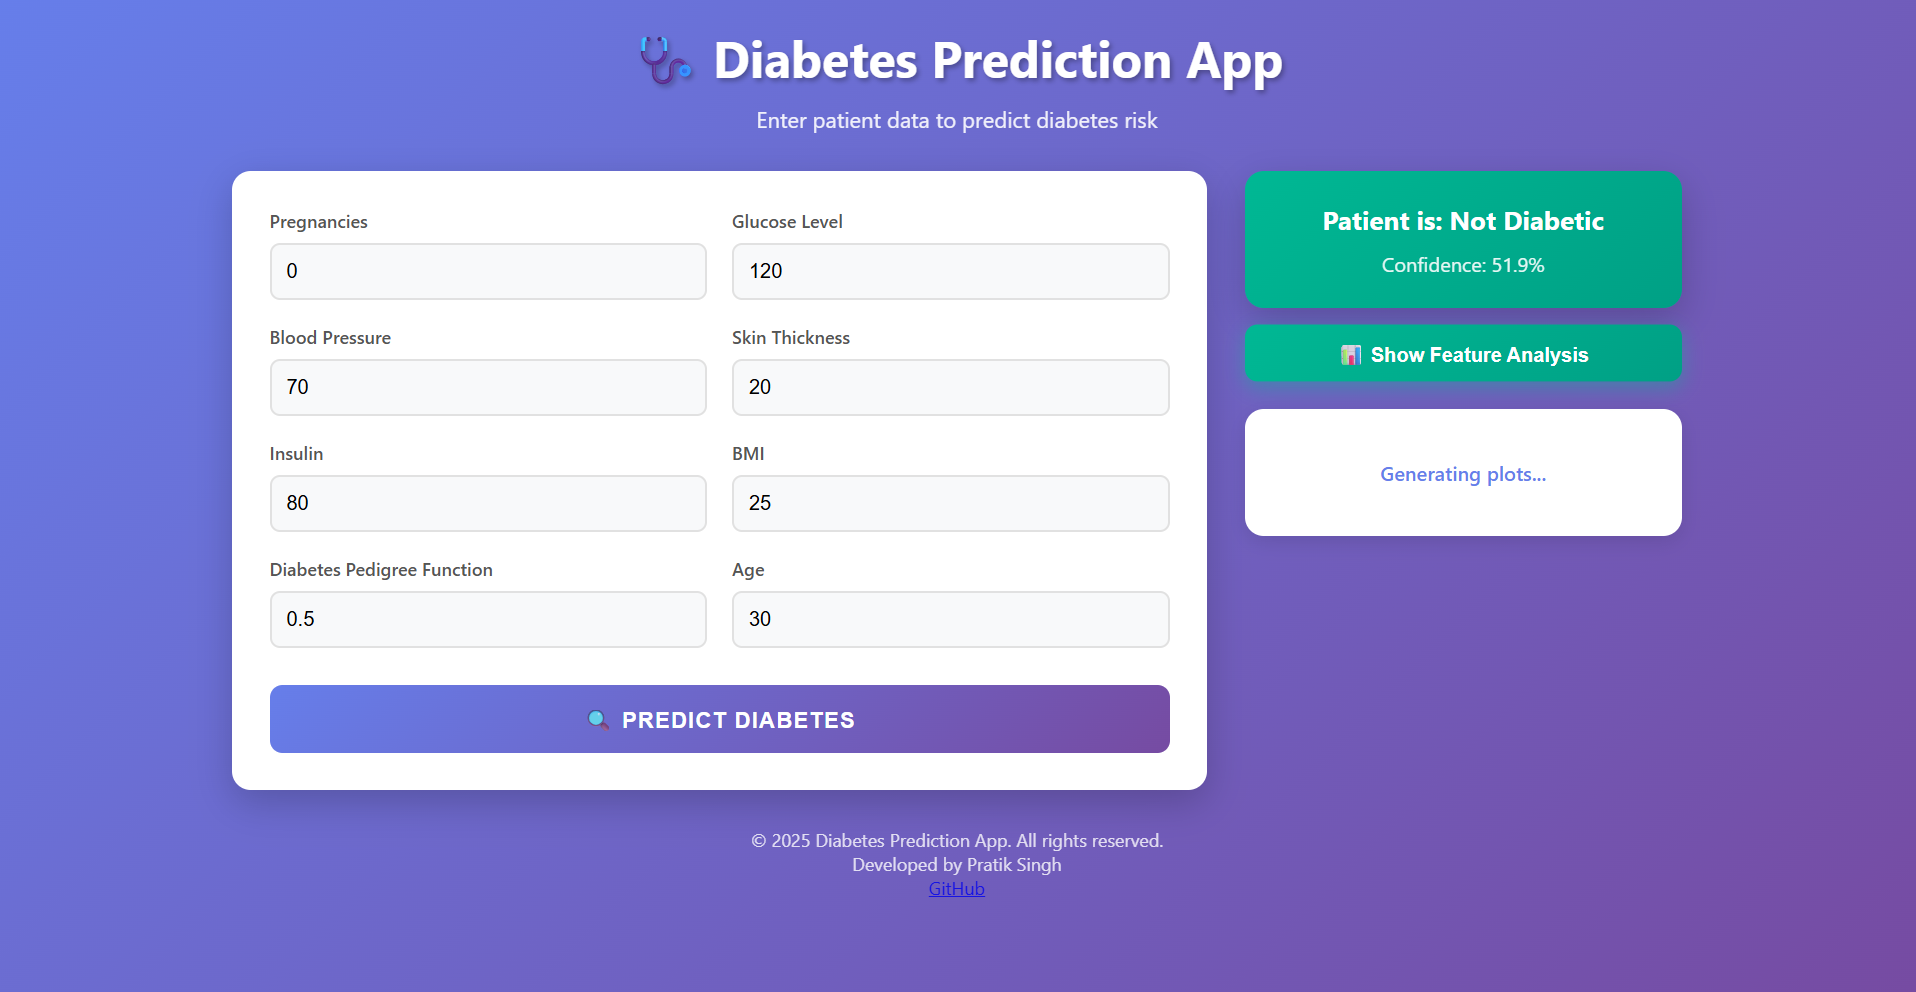 Diabetes Prediction App
Enter patient data to predict diabetes risk
Pregnancies
0
Glucose Level
120
Blood Pressure
70
Skin Thickness
20
Insulin
80
BMI
25
Diabetes Pedigree Function
0.5
Age
30
PREDICT DIABETES
Patient is: Not Diabetic
Confidence: 51.9%
Show Feature Analysis
Generating plots...
© 2025 Diabetes Prediction App. All rights reserved.
Developed by Pratik Singh
GitHub